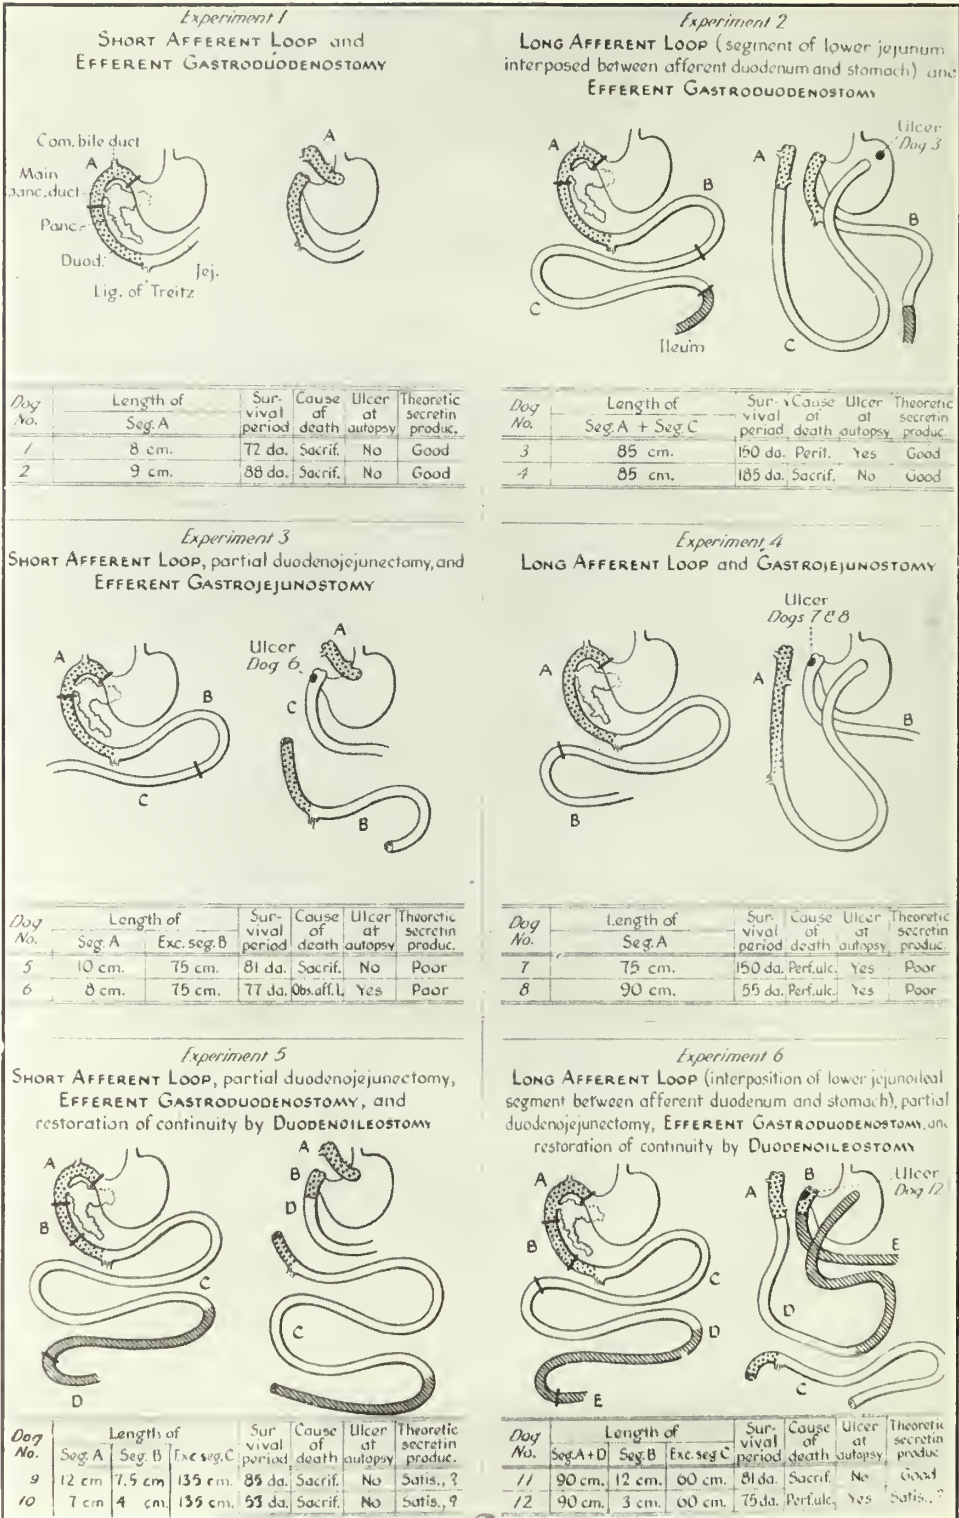 Experiment 1
SHORT AFFERENT LOOP and
EFFERENT GASTRODUODENOSTOMY
Com. bile duct
A
Main
panc. duct
Panc.
Duod.
Jej.
Lig. of Treitz
A
Dog No. | Length of Seg. A | Survival period | Cause of death | Ulcer at autopsy | Theoretic secretin produc.
1 8 cm. 72 da. Sacrif. No Good
2 9 cm. 88 da. Sacrif. No Good
Experiment 2
LONG AFFERENT LOOP (segment of lower jejunum
interposed between afferent duodenum and stomach) and
EFFERENT GASTRODUODENOSTOMY
A
B
C
Ileum
A
Ulcer
Dog 3
B
C
Dog No. | Length of Seg. A + Seg. C | Survival period | Cause of death | Ulcer at autopsy | Theoretic secretin produc.
3 85 cm. 150 da. Perit. Yes Good
4 85 cm. 185 da. Sacrif. No Good
Experiment 3
SHORT AFFERENT LOOP, partial duodenojejunectomy, and
EFFERENT GASTROJEJUNOSTOMY
A
B
C
Ulcer
Dog 6
A
C
B
Dog No. | Length of Seg. A | Exc. seg. B | Survival period | Cause of death | Ulcer at autopsy | Theoretic secretin produc.
5 10 cm. 75 cm. 81 da. Sacrif. No Poor
6 8 cm. 75 cm. 77 da. Obs. aff. l. Yes Poor
Experiment 4
LONG AFFERENT LOOP and GASTROJEJUNOSTOMY
A
B
Ulcer
Dogs 7 & 8
A
B
Dog No. | Length of Seg. A | Survival period | Cause of death | Ulcer at autopsy | Theoretic secretin produc.
7 75 cm. 150 da. Perf. ulc. Yes Poor
8 90 cm. 55 da. Perf. ulc. Yes Poor
Experiment 5
SHORT AFFERENT LOOP, partial duodenojejunectomy,
EFFERENT GASTRODUODENOSTOMY, and
restoration of continuity by DUODENOILEOSTOMY
A
B
C
D
A
B
D
C
Dog No. | Length of Seg. A | Seg. B | Exc seg. C | Survival period | Cause of death | Ulcer at autopsy | Theoretic secretin produc.
9 12 cm 7.5 cm 135 cm. 85 da. Sacrif. No Satis., ?
10 7 cm 4 cm. 135 cm. 53 da. Sacrif. No Satis., ?
Experiment 6
LONG AFFERENT LOOP (interposition of lower jejunoileal
segment between afferent duodenum and stomach), partial
duodenojejunectomy, EFFERENT GASTRODUODENOSTOMY, an
restoration of continuity by DUODENOILEOSTOMY
A
B
C
D
E
A
B
Ulcer
Dog 12
E
D
C
Dog No. | Length of Seg. A+D | Seg. B | Exc. seg C | Survival period | Cause of death | Ulcer at autopsy | Theoretic secretin produc
11 90 cm. 12 cm. 60 cm. 81 da. Sacrif. No Good
12 90 cm. 3 cm. 60 cm. 75 da. Perf. ulc. Yes Satis., ?